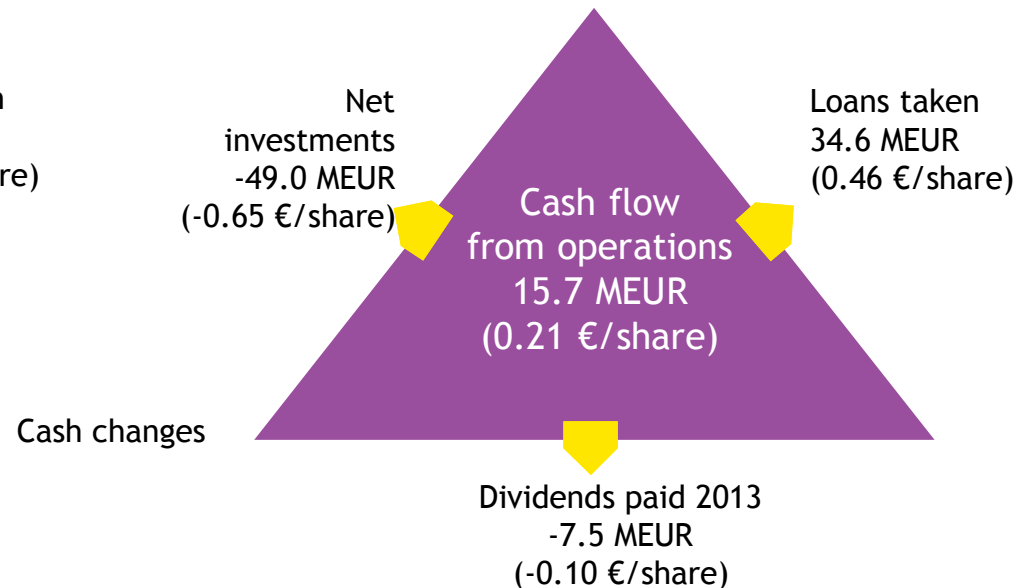 re)
Net
investments
-49.0 MEUR
(-0.65 €/share)
Loans taken
34.6 MEUR
(0.46 €/share)
Cash flow
from operations
15.7 MEUR
(0.21 €/share)
Cash changes
Dividends paid 2013
-7.5 MEUR
(-0.10 €/share)